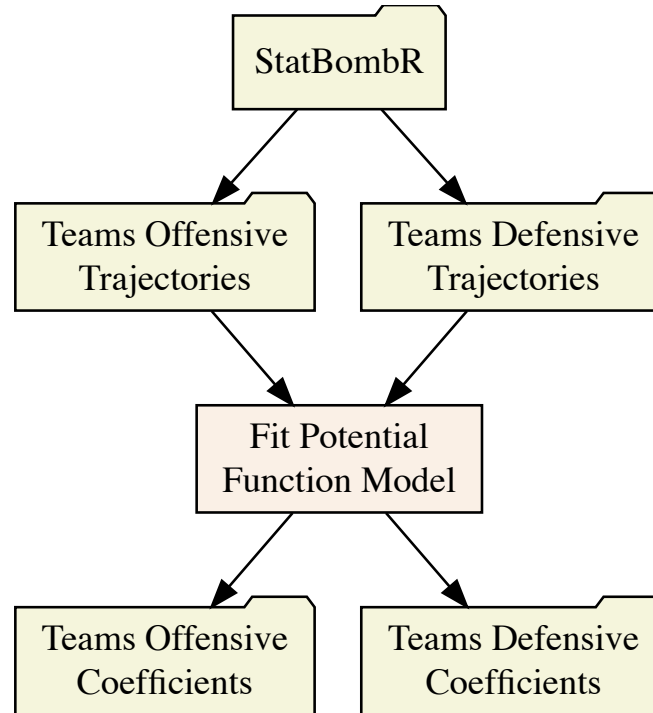 StatBombR
Teams Offensive
Trajectories
Teams Defensive
Trajectories
Fit Potential
Function Model
Teams Offensive
Coefficients
Teams Defensive
Coefficients